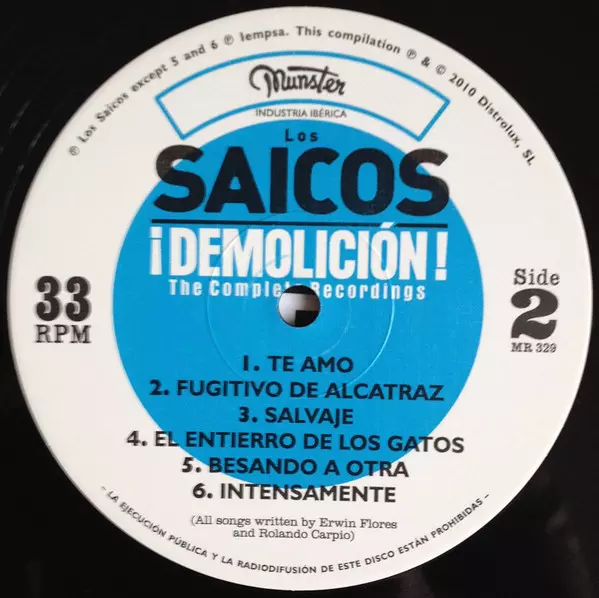 ℗ Los Saicos except 5 and 6 ℗ Iempsa. This compilation ℗ & © 2010 Distrolux, SL
Munster
INDUSTRIA IBÉRICA
Los
SAICOS
¡DEMOLICIÓN!
The Complete Recordings
33
RPM
Side
2
MR 329
1. TE AMO
2. FUGITIVO DE ALCATRAZ
3. SALVAJE
4. EL ENTIERRO DE LOS GATOS
5. BESANDO A OTRA
6. INTENSAMENTE
(All songs written by Erwin Flores
and Rolando Carpio)
– LA EJECUCIÓN PÚBLICA Y LA RADIODIFUSIÓN DE ESTE DISCO ESTÁN PROHIBIDAS –